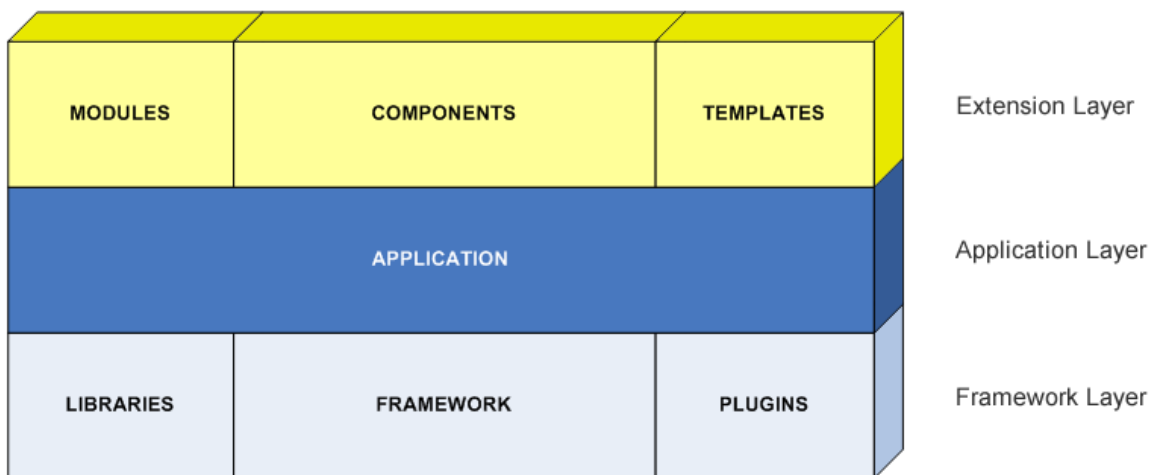 MODULES COMPONENTS TEMPLATES Extension Layer
APPLICATION Application Layer
LIBRARIES FRAMEWORK PLUGINS Framework Layer